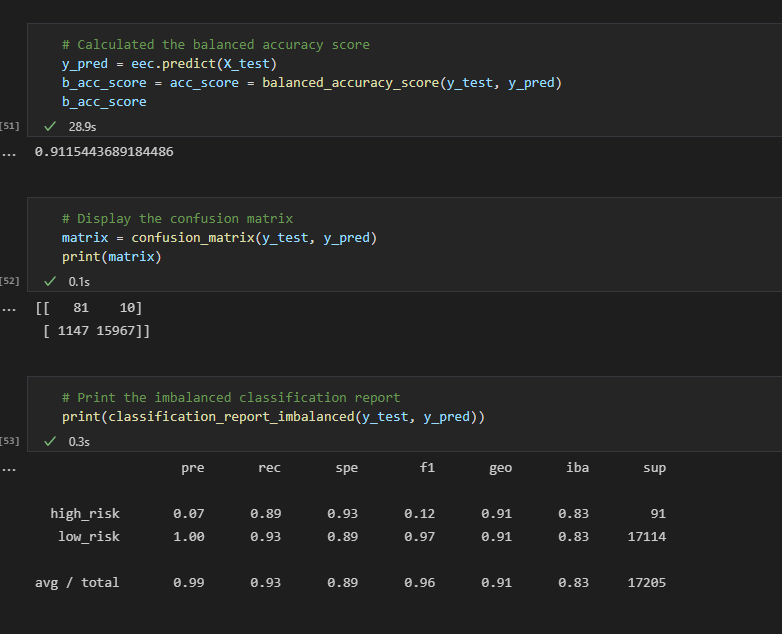 # Calculated the balanced accuracy score
y_pred = eec.predict(X_test)
b_acc_score = acc_score = balanced_accuracy_score(y_test, y_pred)
b_acc_score
[51] ✓ 28.9s
... 0.9115443689184486
# Display the confusion matrix
matrix = confusion_matrix(y_test, y_pred)
print(matrix)
[52] ✓ 0.1s
... [[   81    10]
 [ 1147 15967]]
# Print the imbalanced classification report
print(classification_report_imbalanced(y_test, y_pred))
[53] ✓ 0.3s
... pre rec spe f1 geo iba sup
high_risk 0.07 0.89 0.93 0.12 0.91 0.83 91
low_risk 1.00 0.93 0.89 0.97 0.91 0.83 17114
avg / total 0.99 0.93 0.89 0.96 0.91 0.83 17205